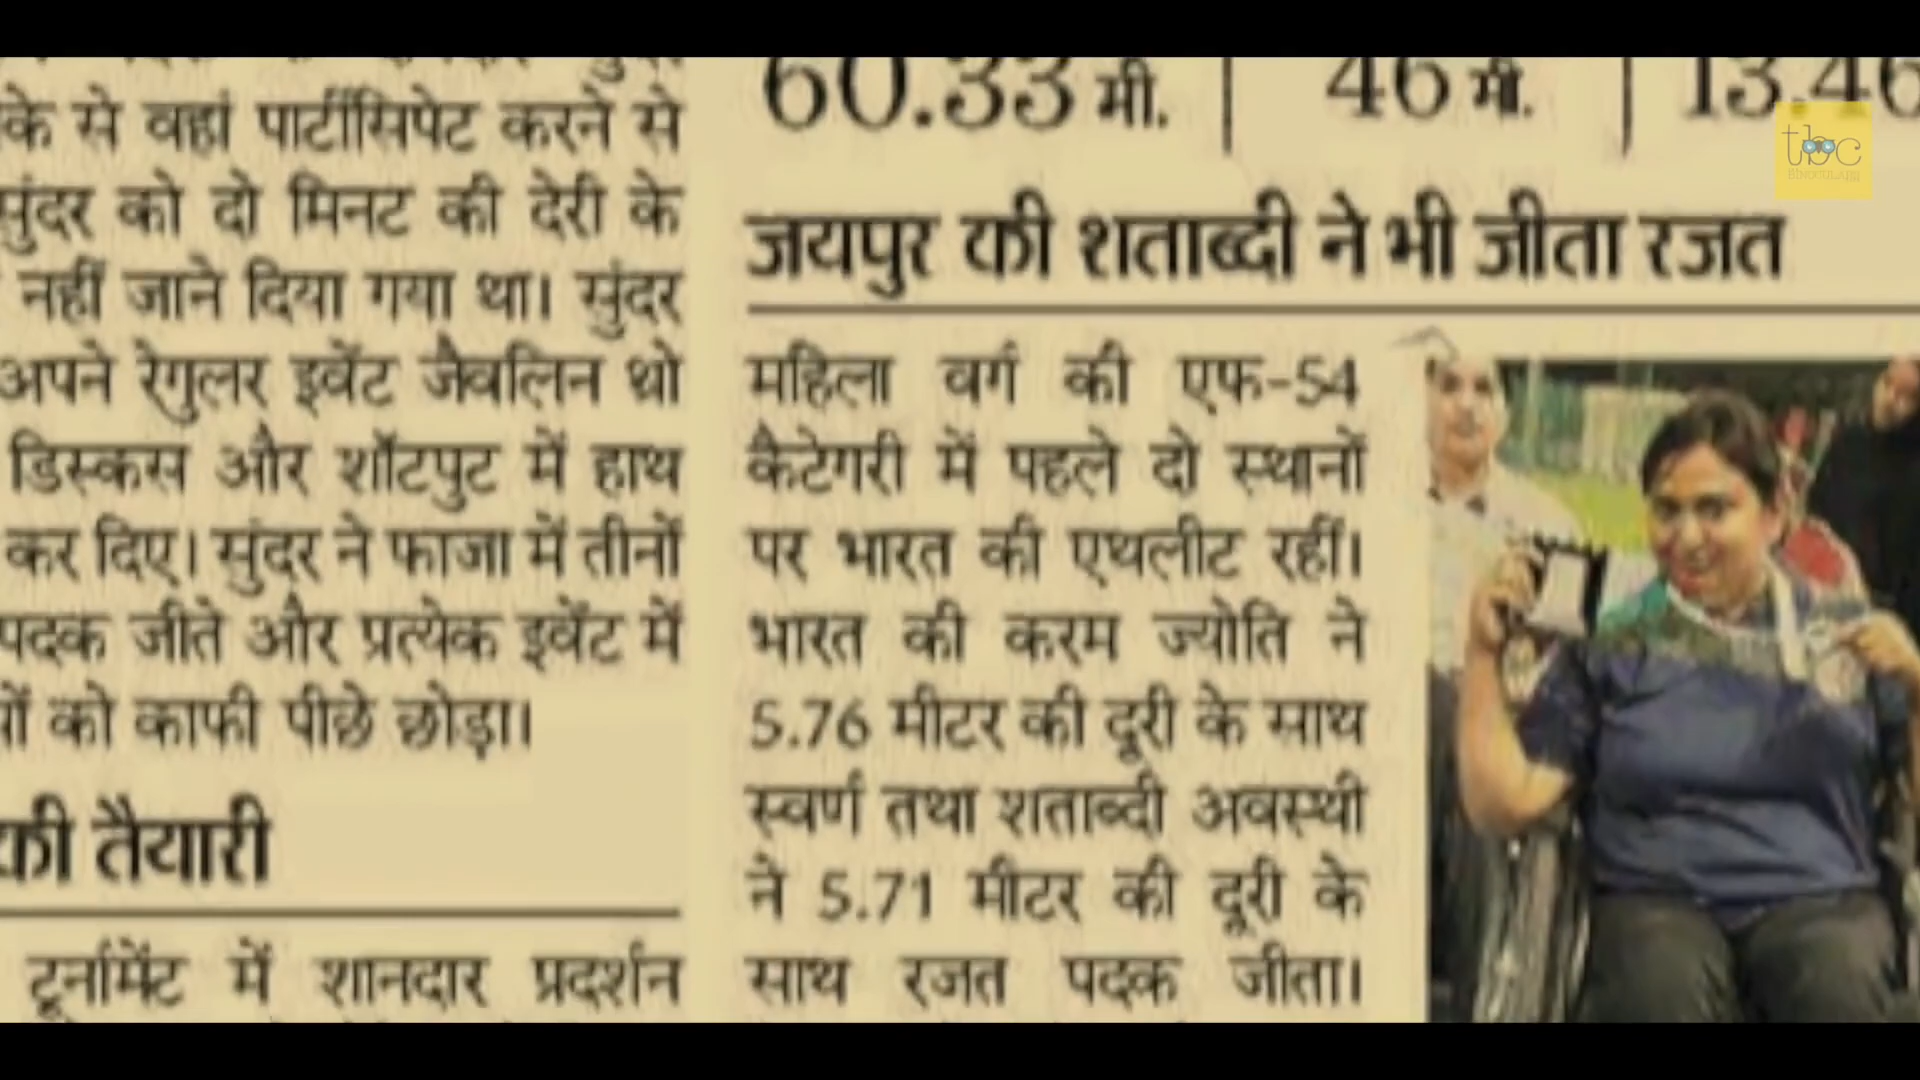 के से वहां पार्टीसिपेट करने से
सुंदर को दो मिनट की देरी के
नहीं जाने दिया गया था। सुंदर
अपने रेगुलर इवेंट जैवलिन थ्रो
डिस्कस और शॉटपुट में हाथ
कर दिए। सुंदर ने फाजा में तीनों
पदक जीते और प्रत्येक इवेंट में
को काफी पीछे छोड़ा।
की तैयारी
टूर्नामेंट में शानदार प्रदर्शन
60.33 मी. 46 मी. 13.46
जयपुर की शताब्दी ने भी जीता रजत
महिला वर्ग की एफ-54
कैटेगरी में पहले दो स्थानों
पर भारत की एथलीट रहीं।
भारत की करम ज्योति ने
5.76 मीटर की दूरी के साथ
स्वर्ण तथा शताब्दी अवस्थी
ने 5.71 मीटर की दूरी के
साथ रजत पदक जीता।
tbc
BINOCULARS